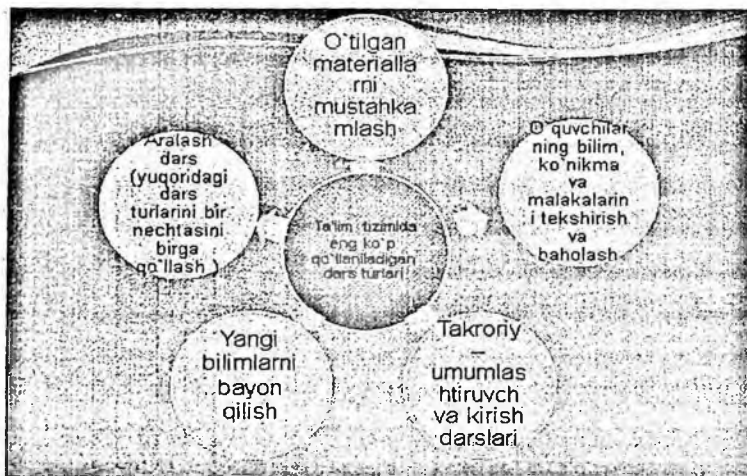 O`tilgan
materialla
rni
mustahka
mlash
Aralash
dars
(yuqoridagi
dars
turlarini bir
nechtasini
birga
qo`llash )
O`quvchilar
ning bilim,
ko`nikma
va
malakalarin
i tekshirish
va
baholash
Ta'lim tizimida
eng ko`p
qo`llaniladigan
dars turlari
Yangi
bilimlarni
bayon
qilish
Takroriy
–
umumlas
htiruvch
va kirish
darslari